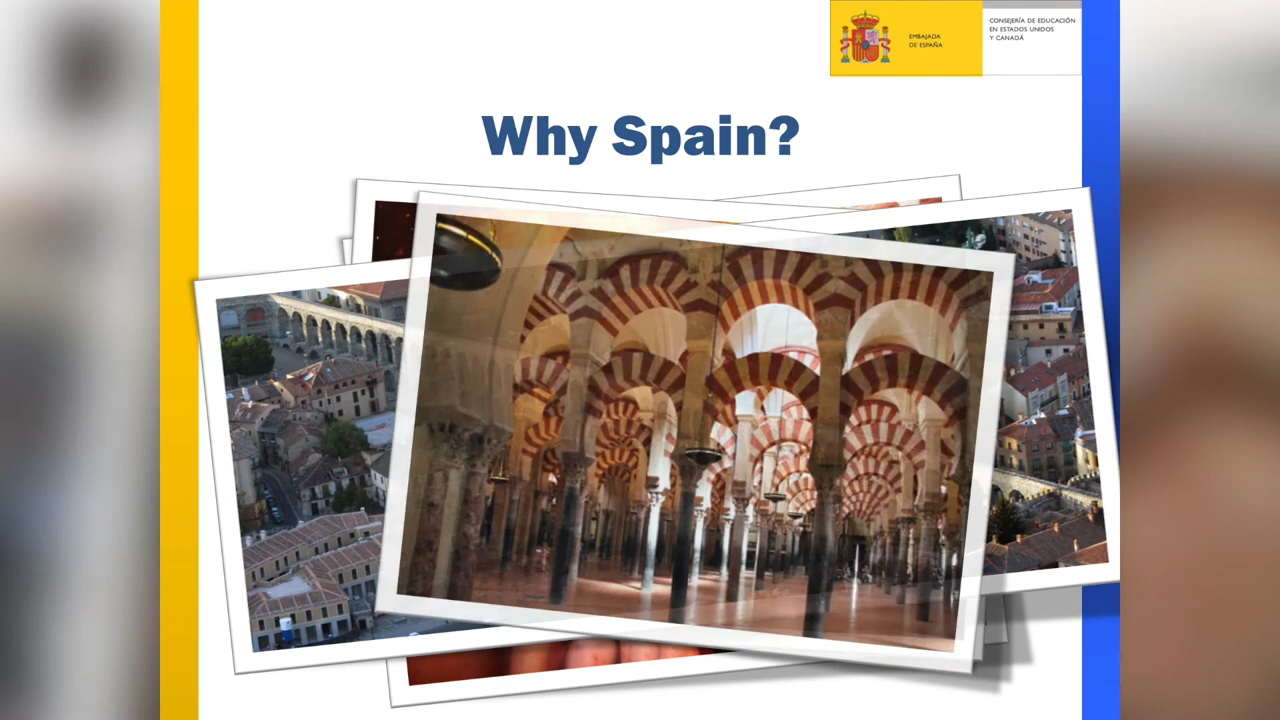 EMBAJADA
DE ESPAÑA
CONSEJERÍA DE EDUCACIÓN
EN ESTADOS UNIDOS
Y CANADÁ
Why Spain?